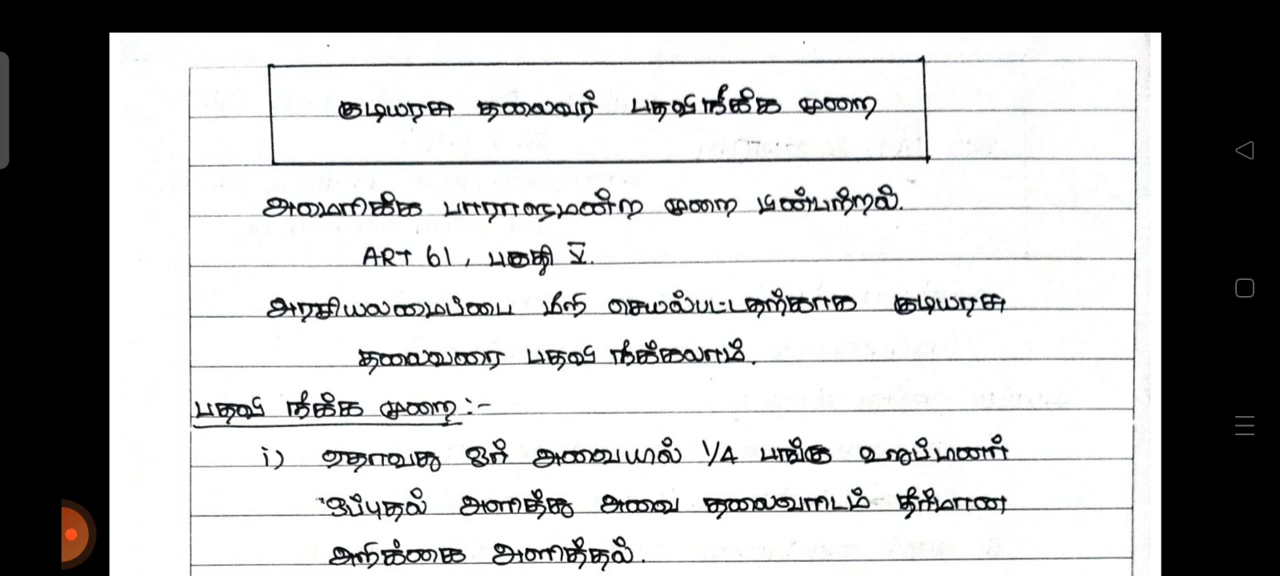 குடியரசு தலைவர் பதவிநீக்க முறை
அமெரிக்க பாராளுமன்ற முறை பின்பற்றல்.
ART 61, பகுதி V.
அரசியலமைப்பை மீறி செயல்பட்டதற்காக குடியரசு
தலைவரை பதவி நீக்கலாம்.
பதவி நீக்க முறை :-
i) ஏதாவது ஓர் அவையில் 1/4 பங்கு உறுப்பினர்
ஒப்புதல் அளித்து அவை தலைவரிடம் தீர்மான
அறிக்கை அளித்தல்.